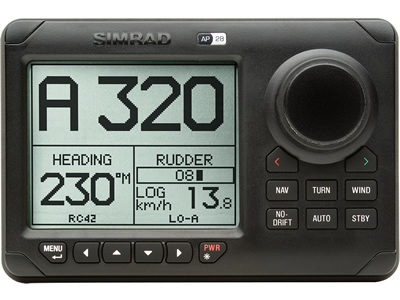 SIMRAD AP 28
A 320
HEADING RUDDER
230°M 08
LOG km/h 13.8
RC42 LO-A
< >
NAV TURN WIND
NO-DRIFT AUTO STBY
MENU PWR